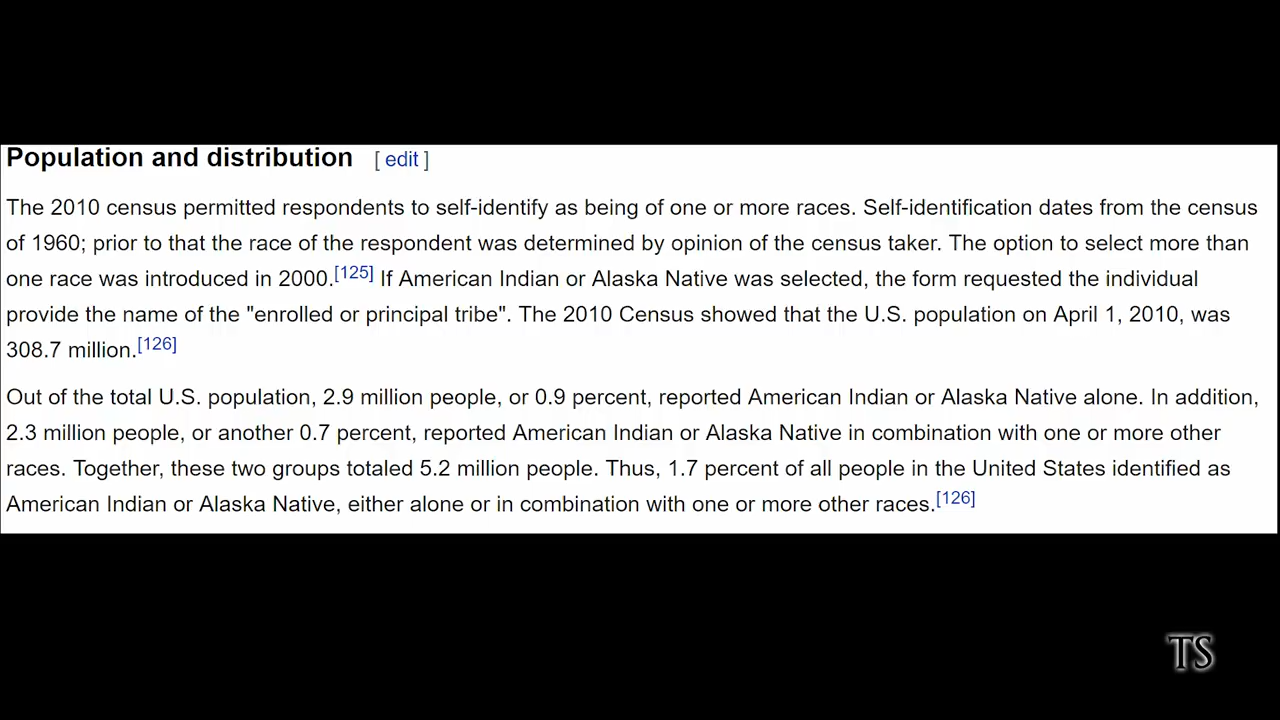 Population and distribution [ edit ]
The 2010 census permitted respondents to self-identify as being of one or more races. Self-identification dates from the census
of 1960; prior to that the race of the respondent was determined by opinion of the census taker. The option to select more than
one race was introduced in 2000.[125] If American Indian or Alaska Native was selected, the form requested the individual
provide the name of the "enrolled or principal tribe". The 2010 Census showed that the U.S. population on April 1, 2010, was
308.7 million.[126]
Out of the total U.S. population, 2.9 million people, or 0.9 percent, reported American Indian or Alaska Native alone. In addition,
2.3 million people, or another 0.7 percent, reported American Indian or Alaska Native in combination with one or more other
races. Together, these two groups totaled 5.2 million people. Thus, 1.7 percent of all people in the United States identified as
American Indian or Alaska Native, either alone or in combination with one or more other races.[126]
TS